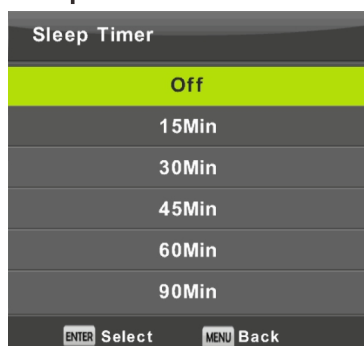 Sleep Timer
Off
15Min
30Min
45Min
60Min
90Min
ENTER Select MENU Back